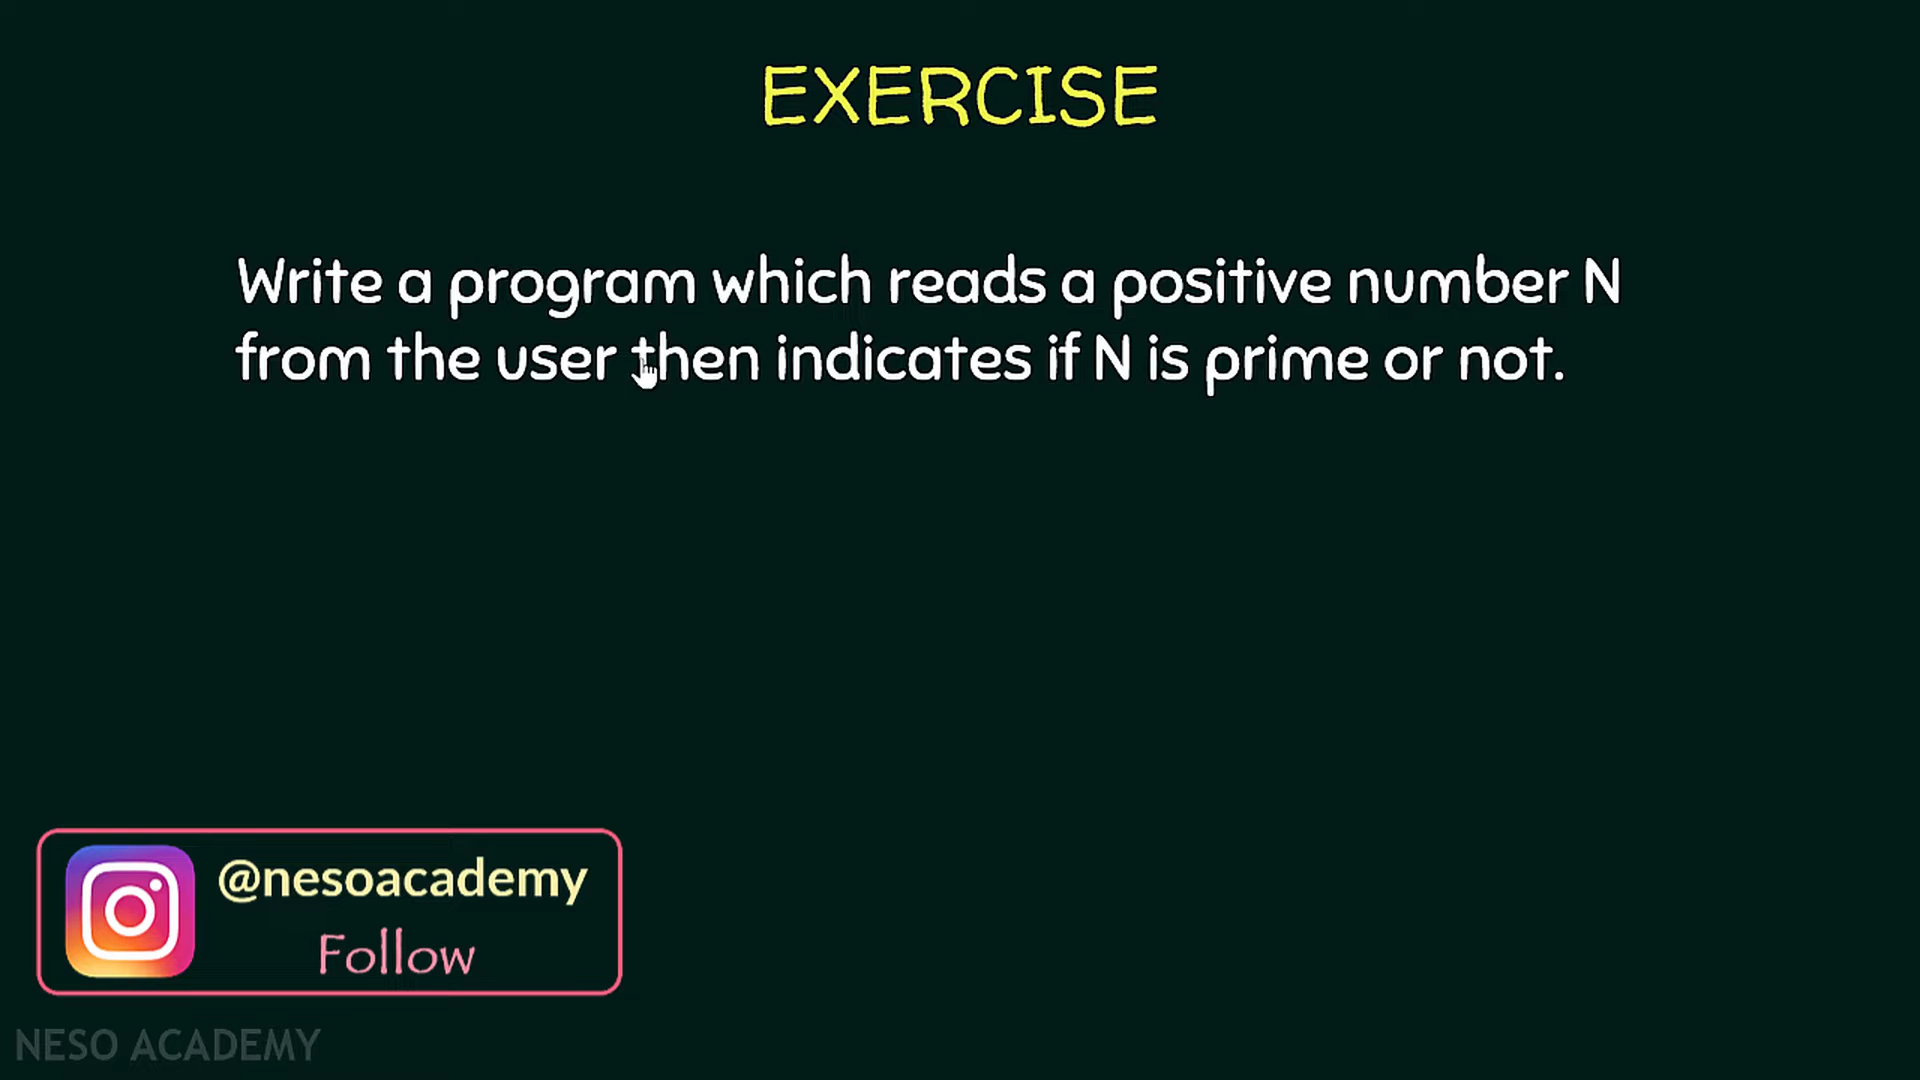 EXERCISE
Write a program which reads a positive number N
from the user then indicates if N is prime or not.
@nesoacademy
Follow
NESO ACADEMY